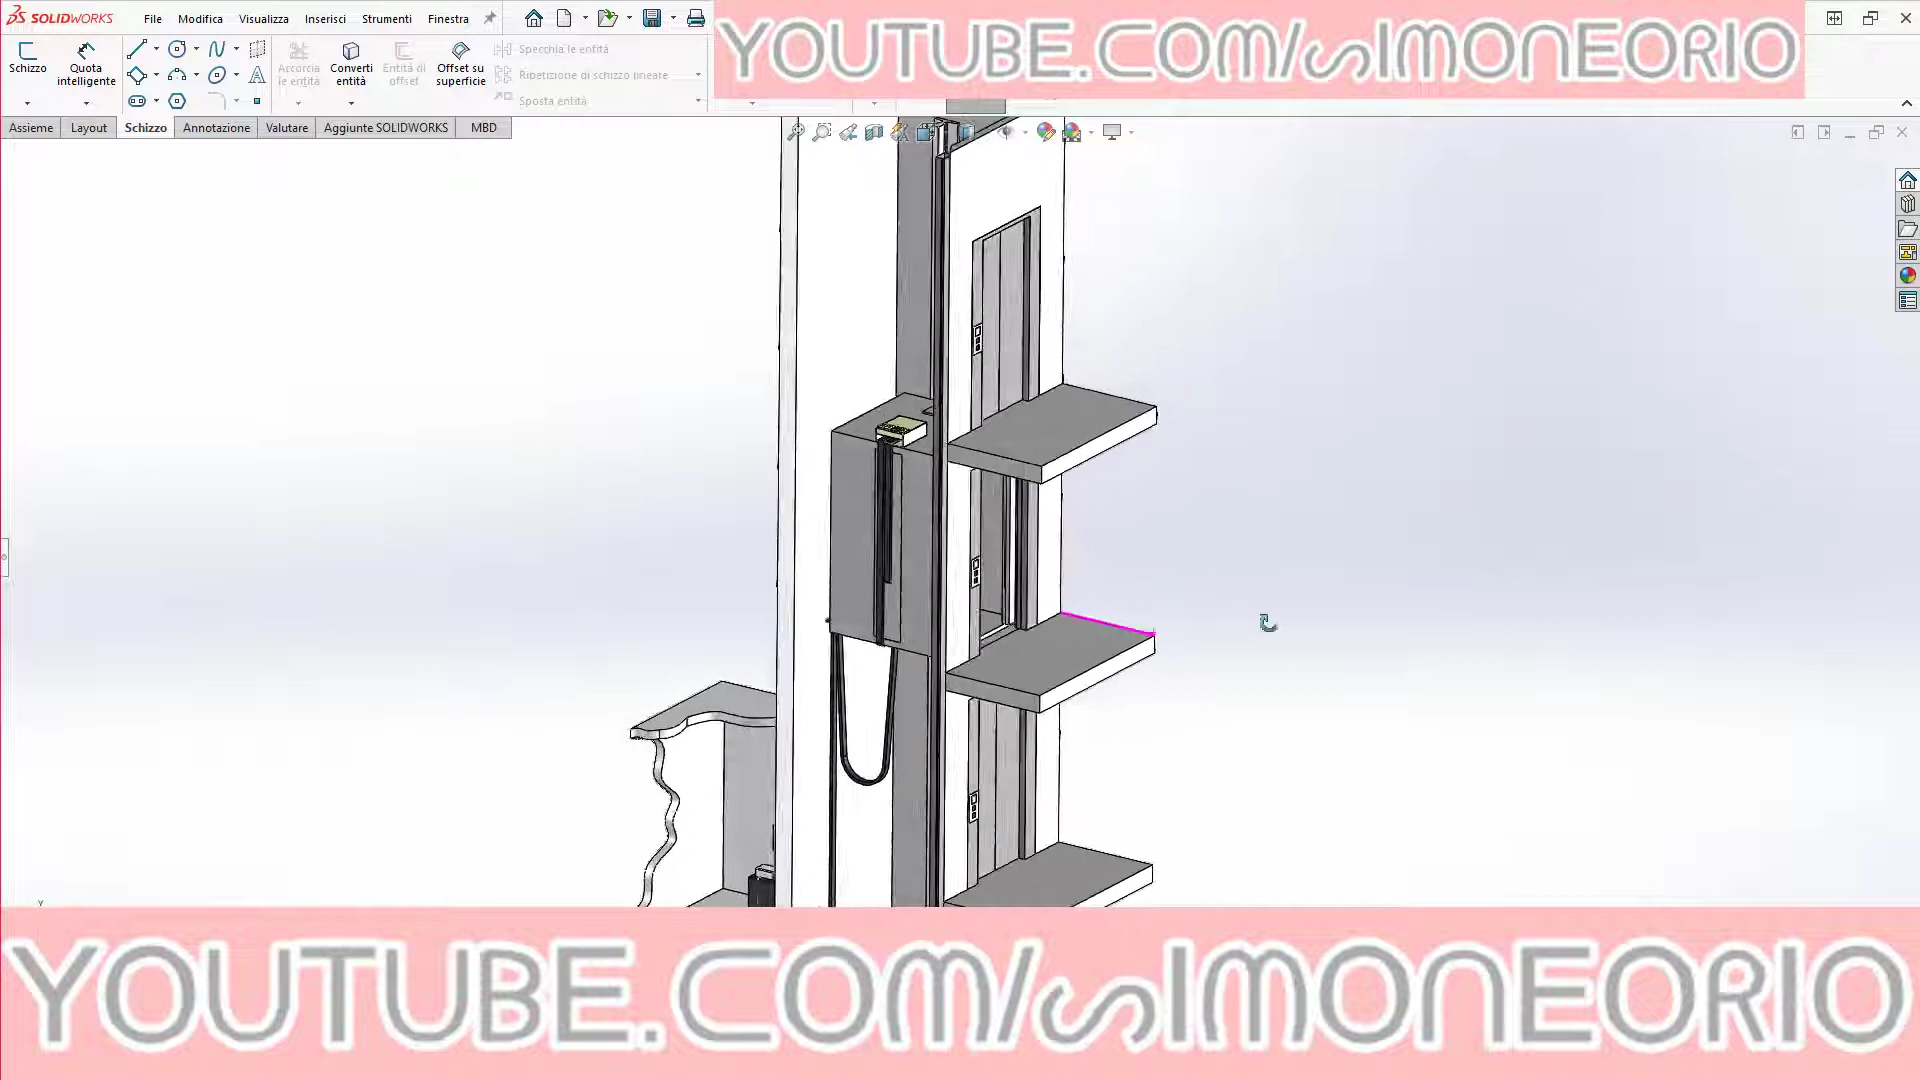 SOLIDWORKS
File Modifica Visualizza Inserisci Strumenti Finestra
YOUTUBE.COM/SIMONEORIO
Schizzo
Quota intelligente
Accorcia le entità
Converti entità
Entità di offset
Offset su superficie
Specchia le entità
Ripetizione di schizzo lineare
Sposta entità
Assieme Layout Schizzo Annotazione Valutare Aggiunte SOLIDWORKS MBD
Y
YOUTUBE.COM/SIMONEORIO